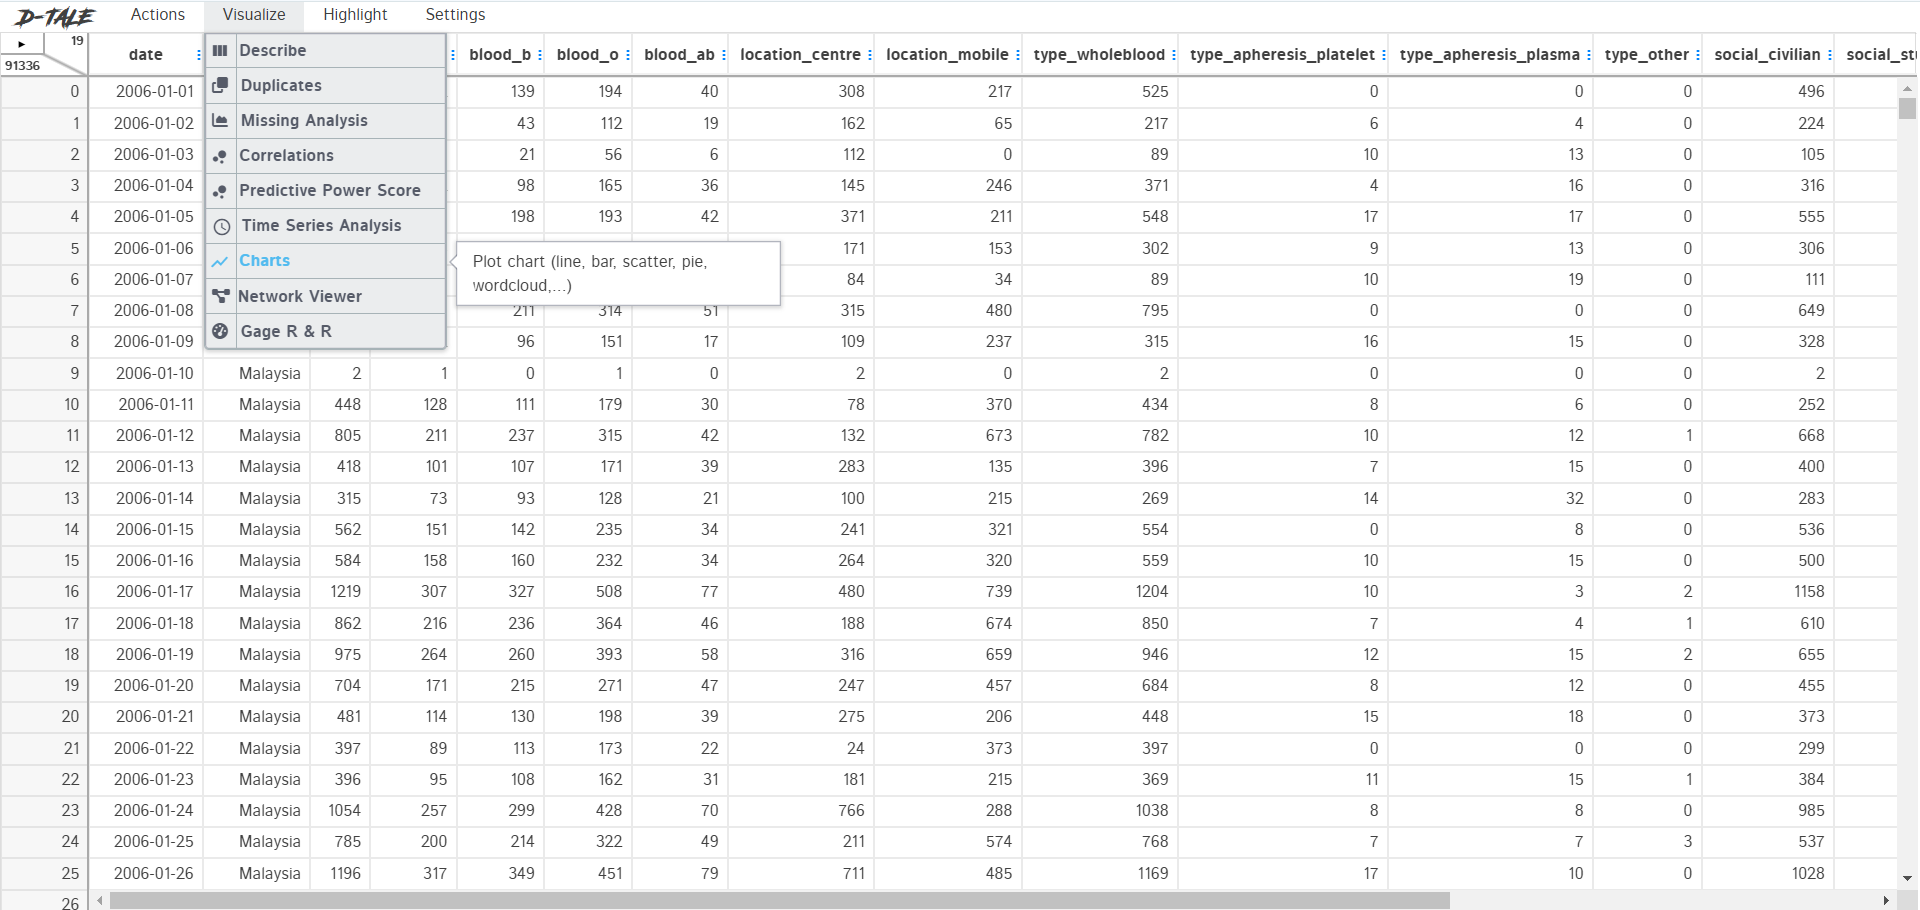 D-TALE Actions Visualize Highlight Settings
19 91336 date blood_b blood_o blood_ab location_centre location_mobile type_wholeblood type_apheresis_platelet type_apheresis_plasma type_other social_civilian social_st
Describe
Duplicates
Missing Analysis
Correlations
Predictive Power Score
Time Series Analysis
Charts
Network Viewer
Gage R & R
Plot chart (line, bar, scatter, pie,
wordcloud,...)
0 2006-01-01 139 194 40 308 217 525 0 0 0 496
1 2006-01-02 43 112 19 162 65 217 6 4 0 224
2 2006-01-03 21 56 6 112 0 89 10 13 0 105
3 2006-01-04 98 165 36 145 246 371 4 16 0 316
4 2006-01-05 198 193 42 371 211 548 17 17 0 555
5 2006-01-06 171 153 302 9 13 0 306
6 2006-01-07 84 34 89 10 19 0 111
7 2006-01-08 211 314 51 315 480 795 0 0 0 649
8 2006-01-09 96 151 17 109 237 315 16 15 0 328
9 2006-01-10 Malaysia 2 1 0 1 0 2 0 2 0 0 0 2
10 2006-01-11 Malaysia 448 128 111 179 30 78 370 434 8 6 0 252
11 2006-01-12 Malaysia 805 211 237 315 42 132 673 782 10 12 1 668
12 2006-01-13 Malaysia 418 101 107 171 39 283 135 396 7 15 0 400
13 2006-01-14 Malaysia 315 73 93 128 21 100 215 269 14 32 0 283
14 2006-01-15 Malaysia 562 151 142 235 34 241 321 554 0 8 0 536
15 2006-01-16 Malaysia 584 158 160 232 34 264 320 559 10 15 0 500
16 2006-01-17 Malaysia 1219 307 327 508 77 480 739 1204 10 3 2 1158
17 2006-01-18 Malaysia 862 216 236 364 46 188 674 850 7 4 1 610
18 2006-01-19 Malaysia 975 264 260 393 58 316 659 946 12 15 2 655
19 2006-01-20 Malaysia 704 171 215 271 47 247 457 684 8 12 0 455
20 2006-01-21 Malaysia 481 114 130 198 39 275 206 448 15 18 0 373
21 2006-01-22 Malaysia 397 89 113 173 22 24 373 397 0 0 0 299
22 2006-01-23 Malaysia 396 95 108 162 31 181 215 369 11 15 1 384
23 2006-01-24 Malaysia 1054 257 299 428 70 766 288 1038 8 8 0 985
24 2006-01-25 Malaysia 785 200 214 322 49 211 574 768 7 7 3 537
25 2006-01-26 Malaysia 1196 317 349 451 79 711 485 1169 17 10 0 1028
26